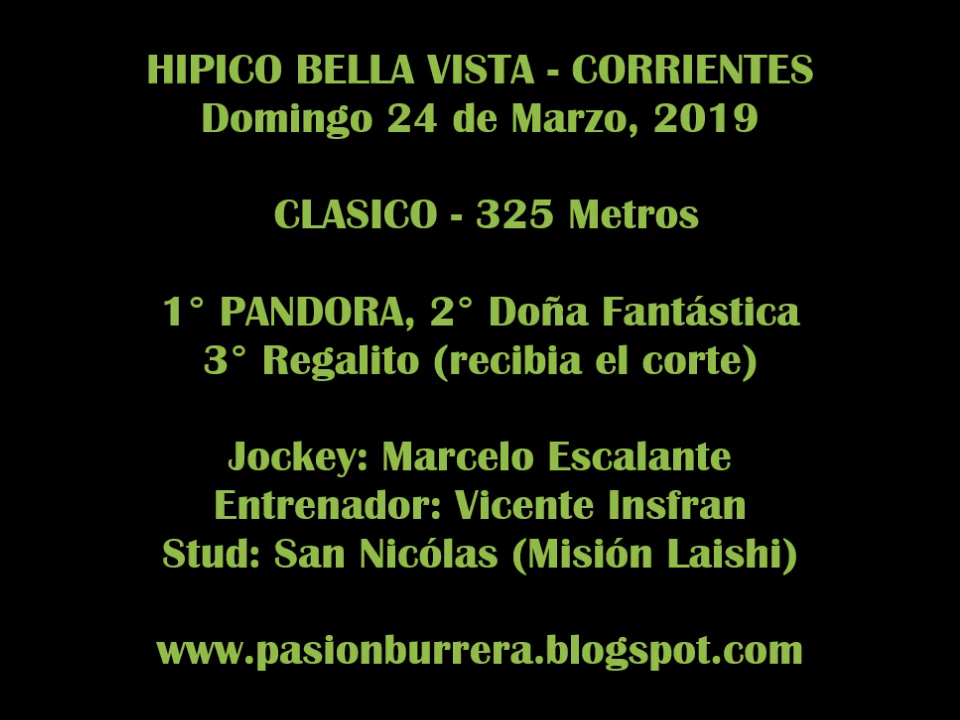 HIPICO BELLA VISTA - CORRIENTES
Domingo 24 de Marzo, 2019
CLASICO - 325 Metros
1° PANDORA, 2° Doña Fantástica
3° Regalito (recibia el corte)
Jockey: Marcelo Escalante
Entrenador: Vicente Insfran
Stud: San Nicólas (Misión Laishi)
www.pasionburrera.blogspot.com